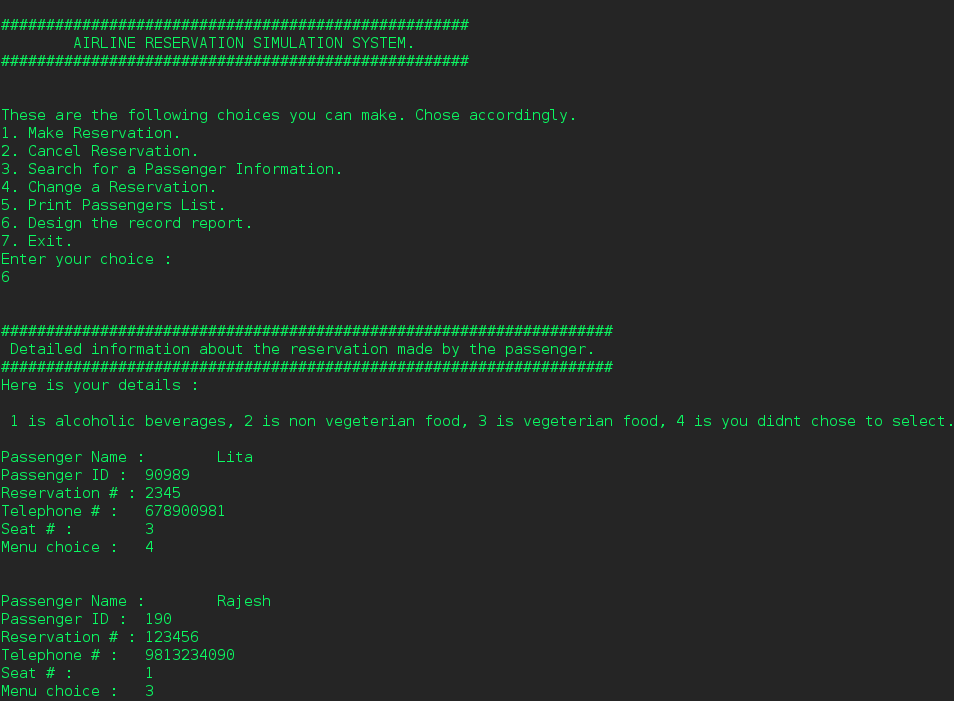 ####################################################
AIRLINE RESERVATION SIMULATION SYSTEM.
####################################################
These are the following choices you can make. Chose accordingly.
1. Make Reservation.
2. Cancel Reservation.
3. Search for a Passenger Information.
4. Change a Reservation.
5. Print Passengers List.
6. Design the record report.
7. Exit.
Enter your choice :
6
####################################################################
Detailed information about the reservation made by the passenger.
####################################################################
Here is your details :
1 is alcoholic beverages, 2 is non vegeterian food, 3 is vegeterian food, 4 is you didnt chose to select.
Passenger Name :        Lita
Passenger ID :  90989
Reservation # : 2345
Telephone # :   678900981
Seat # :        3
Menu choice :   4
Passenger Name :        Rajesh
Passenger ID :  190
Reservation # : 123456
Telephone # :   9813234090
Seat # :        1
Menu choice :   3